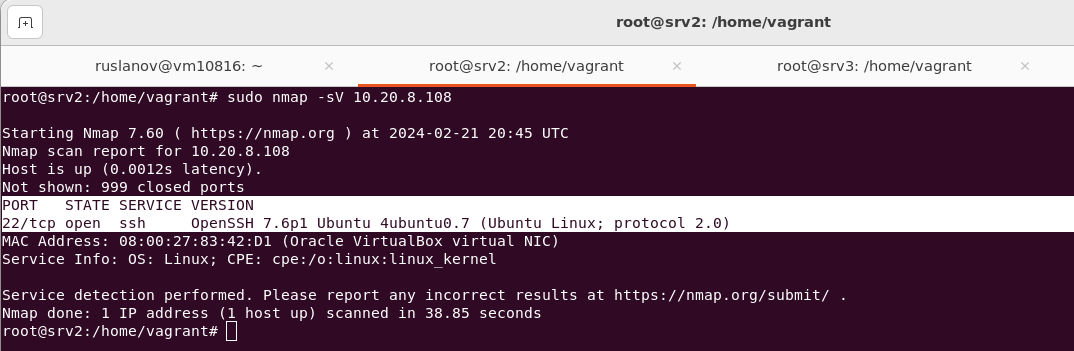 root@srv2: /home/vagrant
ruslanov@vm10816: ~ × root@srv2: /home/vagrant × root@srv3: /home/vagrant ×
root@srv2:/home/vagrant# sudo nmap -sV 10.20.8.108
Starting Nmap 7.60 ( https://nmap.org ) at 2024-02-21 20:45 UTC
Nmap scan report for 10.20.8.108
Host is up (0.0012s latency).
Not shown: 999 closed ports
PORT   STATE SERVICE VERSION
22/tcp open  ssh     OpenSSH 7.6p1 Ubuntu 4ubuntu0.7 (Ubuntu Linux; protocol 2.0)
MAC Address: 08:00:27:83:42:D1 (Oracle VirtualBox virtual NIC)
Service Info: OS: Linux; CPE: cpe:/o:linux:linux_kernel
Service detection performed. Please report any incorrect results at https://nmap.org/submit/ .
Nmap done: 1 IP address (1 host up) scanned in 38.85 seconds
root@srv2:/home/vagrant#